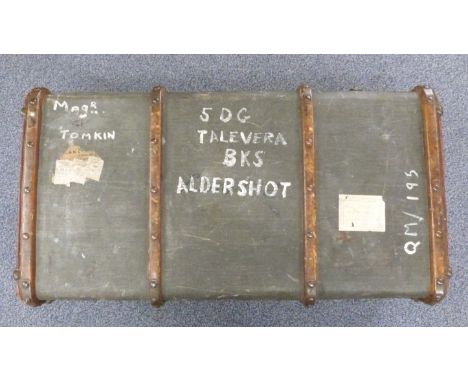 Magr.
TOMKIN
5 DG
TALEVERA
BKS
ALDERSHOT
QM/195